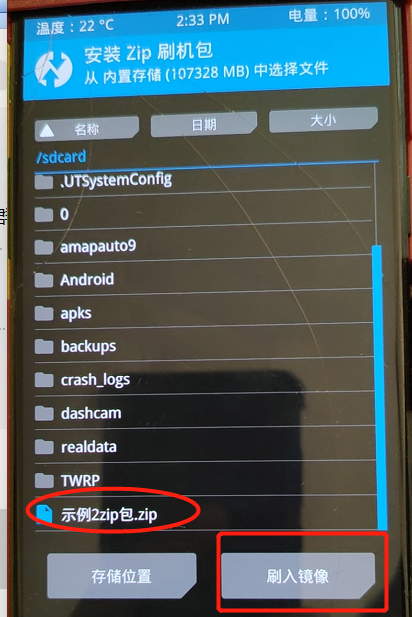 温度：22 °C 2:33 PM 电量：100%
安装 Zip 刷机包
从 内置存储 (107328 MB) 中选择文件
名称 日期 大小
/sdcard
.UTSystemConfig
0
amapauto9
Android
apks
backups
crash_logs
dashcam
realdata
TWRP
示例2zip包.zip
存储位置 刷入镜像